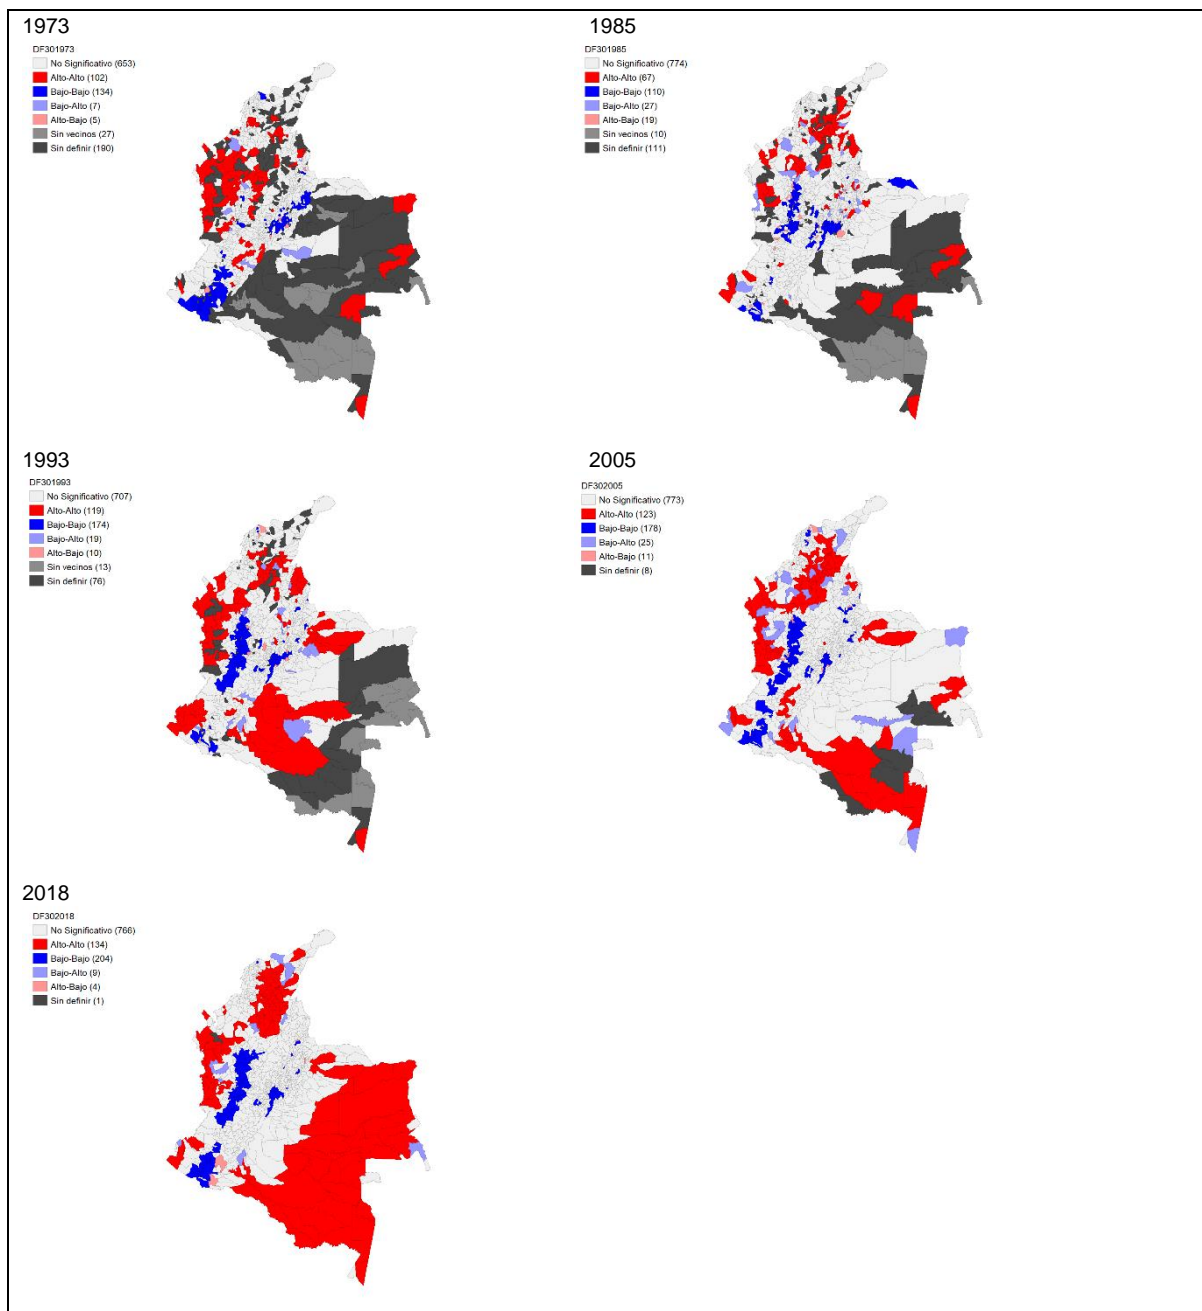 1973
DF301973
No Significativo (653)
Alto-Alto (102)
Bajo-Bajo (134)
Bajo-Alto (7)
Alto-Bajo (5)
Sin vecinos (27)
Sin definir (190)
1985
DF301985
No Significativo (774)
Alto-Alto (67)
Bajo-Bajo (110)
Bajo-Alto (27)
Alto-Bajo (19)
Sin vecinos (10)
Sin definir (111)
1993
DF301993
No Significativo (707)
Alto-Alto (119)
Bajo-Bajo (174)
Bajo-Alto (19)
Alto-Bajo (10)
Sin vecinos (13)
Sin definir (76)
2005
DF302005
No Significativo (773)
Alto-Alto (123)
Bajo-Bajo (178)
Bajo-Alto (25)
Alto-Bajo (11)
Sin definir (8)
2018
DF302018
No Significativo (766)
Alto-Alto (134)
Bajo-Bajo (204)
Bajo-Alto (9)
Alto-Bajo (4)
Sin definir (1)